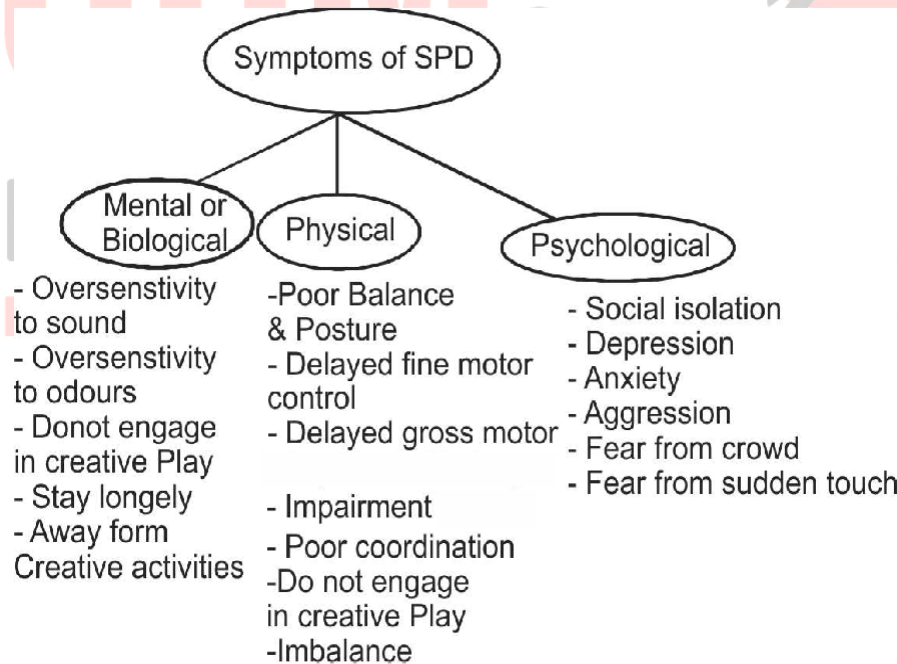 Symptoms of SPD
Mental or
Biological
- Oversenstivity
to sound
- Oversenstivity
to odours
- Donot engage
in creative Play
- Stay longely
- Away form
Creative activities
Physical
-Poor Balance
& Posture
- Delayed fine motor
control
- Delayed gross motor
- Impairment
- Poor coordination
-Do not engage
in creative Play
-Imbalance
Psychological
- Social isolation
- Depression
- Anxiety
- Aggression
- Fear from crowd
- Fear from sudden touch